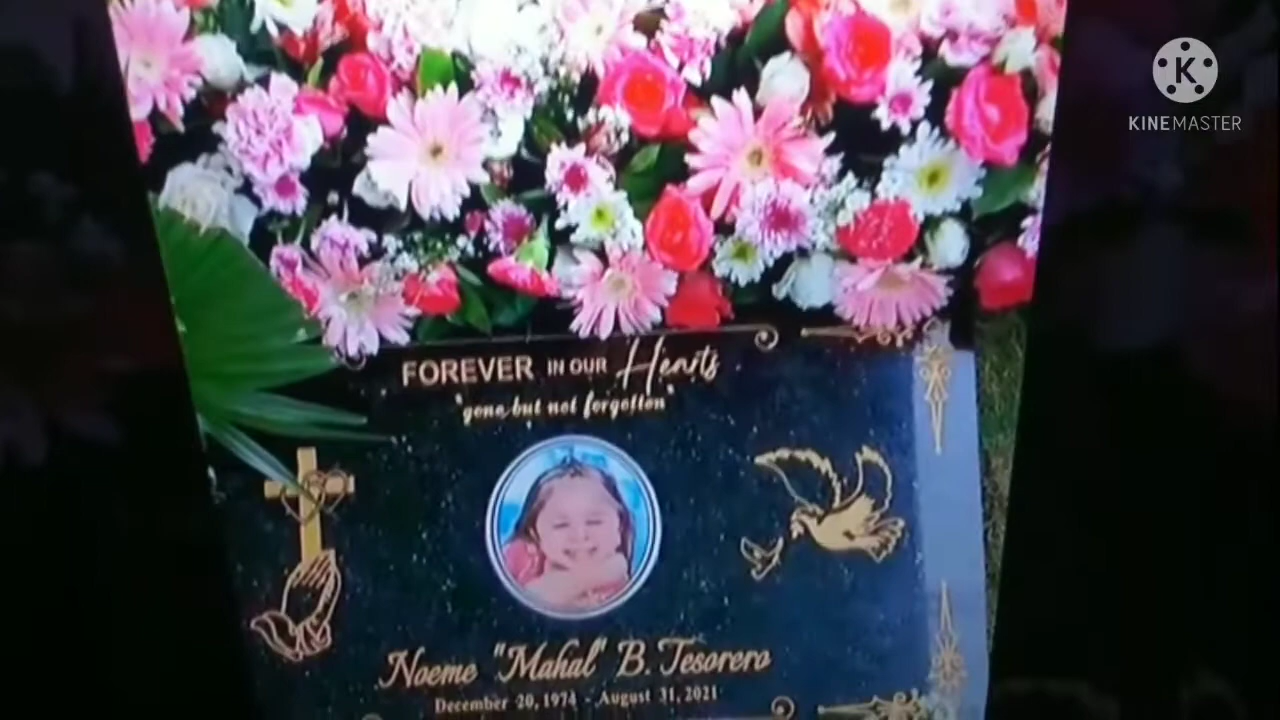 KINEMASTER
FOREVER IN OUR Hearts
"gone but not forgotten"
Noeme "Mahal" B. Tesorero
December 20, 1974 - August 31, 2021